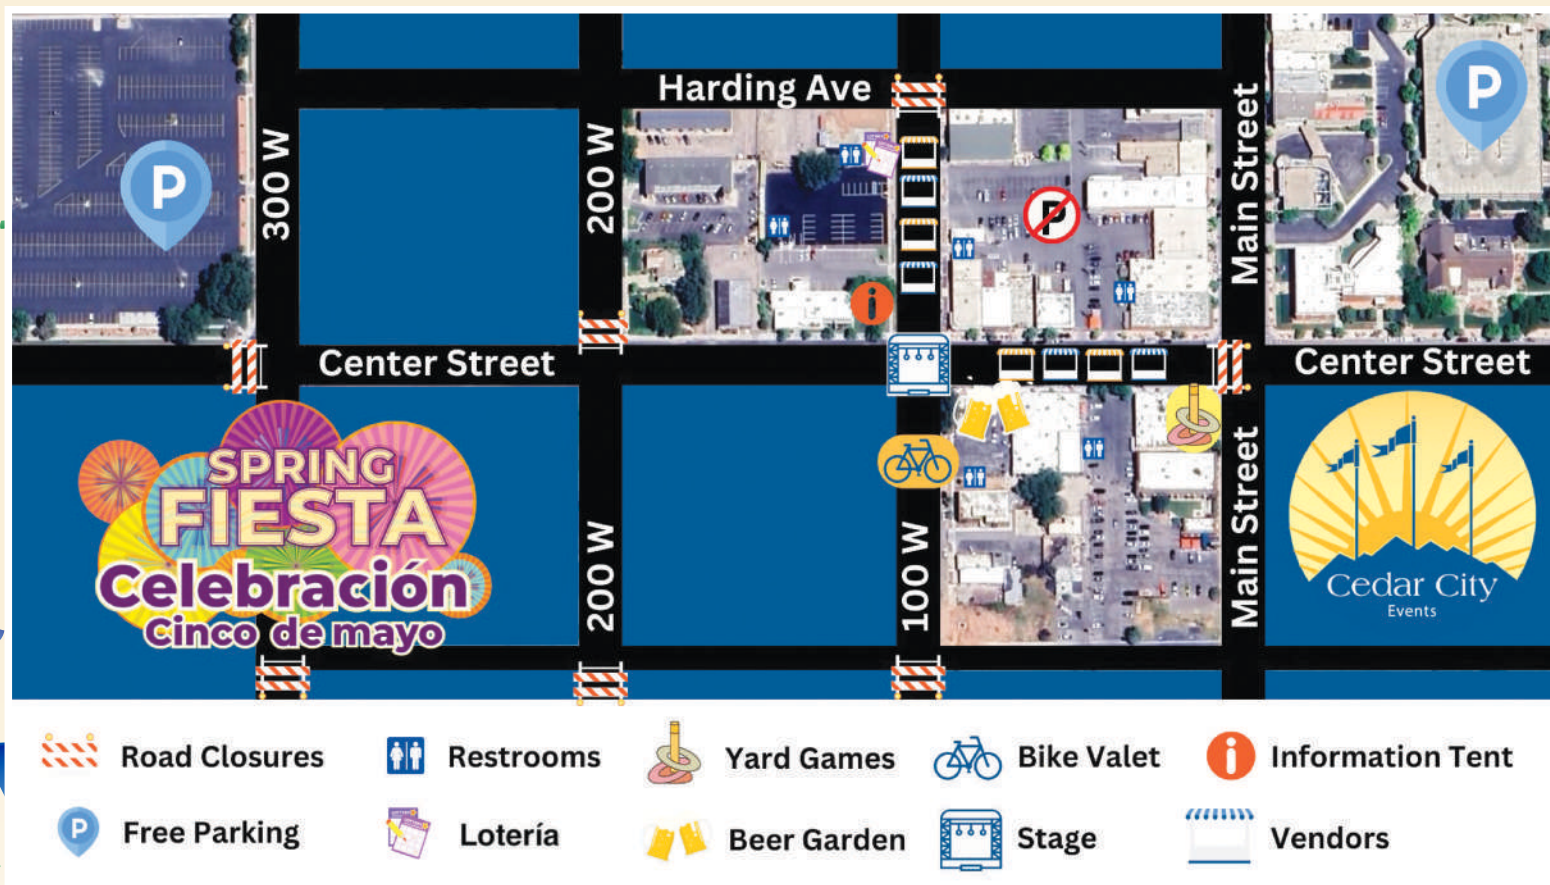 Harding Ave
P
P
300 W
200 W
Main Street
P
i
Center Street
Center Street
SPRING
FIESTA
Celebración
Cinco de mayo
200 W
100 W
Main Street
Cedar City
Events
Road Closures
Restrooms
Yard Games
Bike Valet
i
Information Tent
P
Free Parking
Lotería
Beer Garden
Stage
Vendors